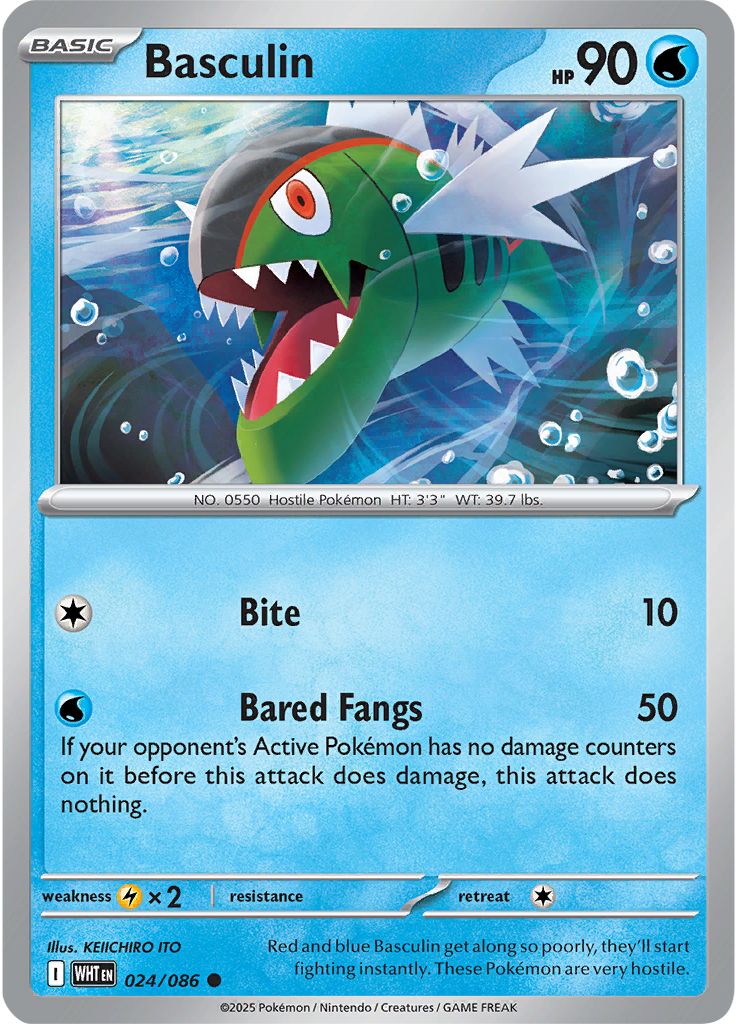 BASIC
Basculin
HP 90
NO. 0550 Hostile Pokémon HT: 3'3" WT: 39.7 lbs.
Bite 10
Bared Fangs 50
If your opponent's Active Pokémon has no damage counters
on it before this attack does damage, this attack does
nothing.
weakness ×2 resistance retreat
Illus. KEIICHIRO ITO
Red and blue Basculin get along so poorly, they'll start
fighting instantly. These Pokémon are very hostile.
I WHT EN 024/086
©2025 Pokémon / Nintendo / Creatures / GAME FREAK